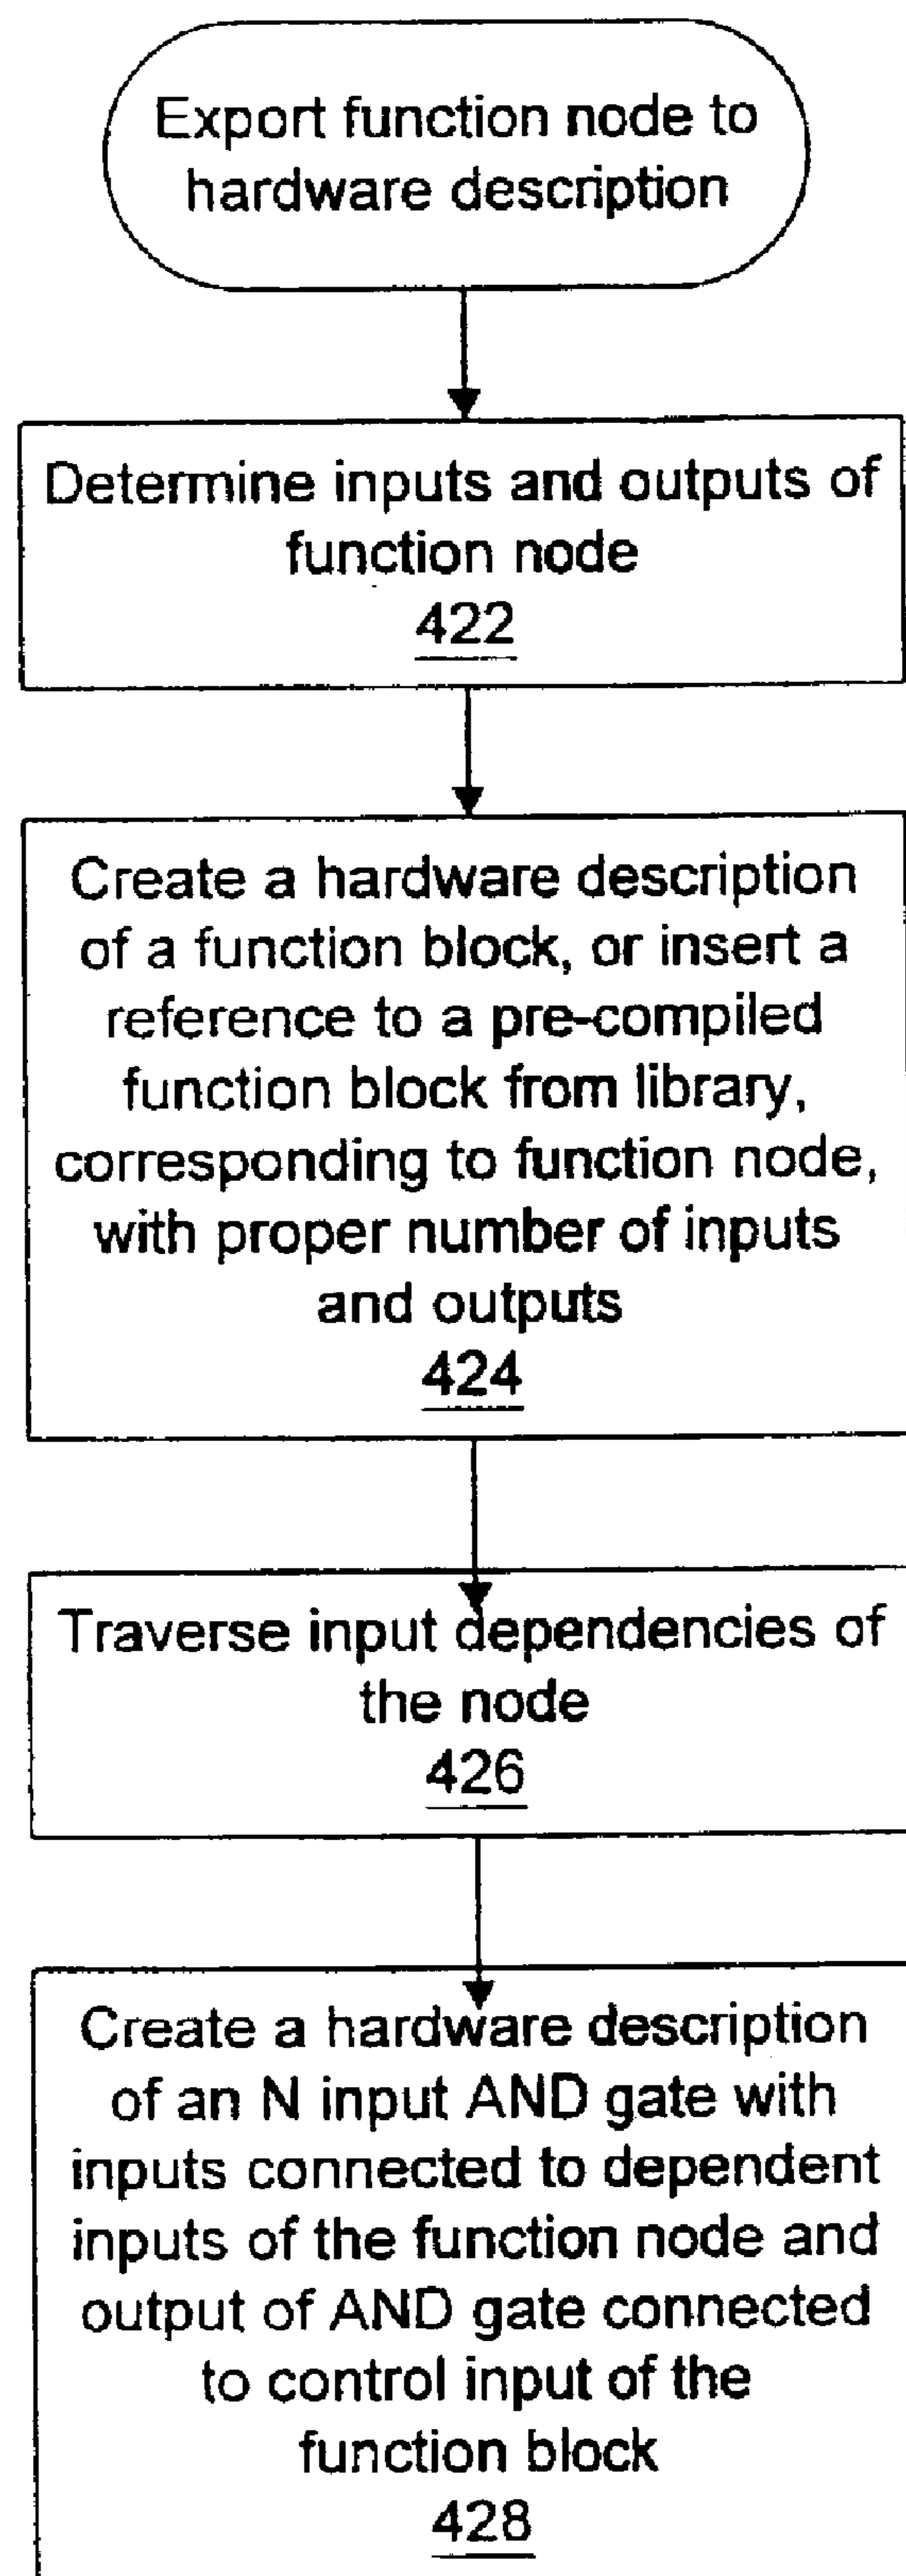 Export function node to
hardware description
Determine inputs and outputs of
function node
422
Create a hardware description
of a function block, or insert a
reference to a pre-compiled
function block from library,
corresponding to function node,
with proper number of inputs
and outputs
424
Traverse input dependencies of
the node
426
Create a hardware description
of an N input AND gate with
inputs connected to dependent
inputs of the function node and
output of AND gate connected
to control input of the
function block
428